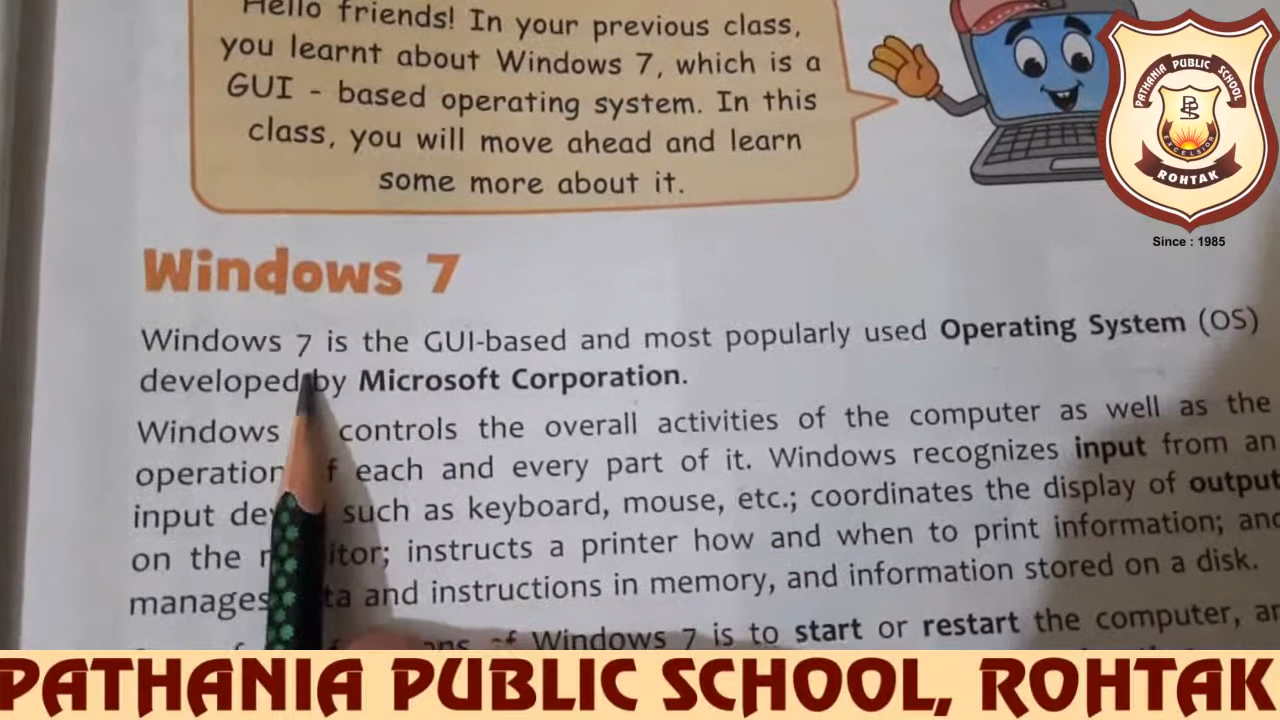 Hello friends! In your previous class,
you learnt about Windows 7, which is a
GUI - based operating system. In this
class, you will move ahead and learn
some more about it.
PATHANIA PUBLIC SCHOOL
PPS
EXCELSIOR
ROHTAK
Since : 1985
Windows 7
Windows 7 is the GUI-based and most popularly used Operating System (OS)
developed by Microsoft Corporation.
Windows controls the overall activities of the computer as well as the
operation each and every part of it. Windows recognizes input from an
input such as keyboard, mouse, etc.; coordinates the display of output
on the instructs a printer how and when to print information; and
manages and instructions in memory, and information stored on a disk.
of Windows 7 is to start or restart the computer,
PATHANIA PUBLIC SCHOOL, ROHTAK